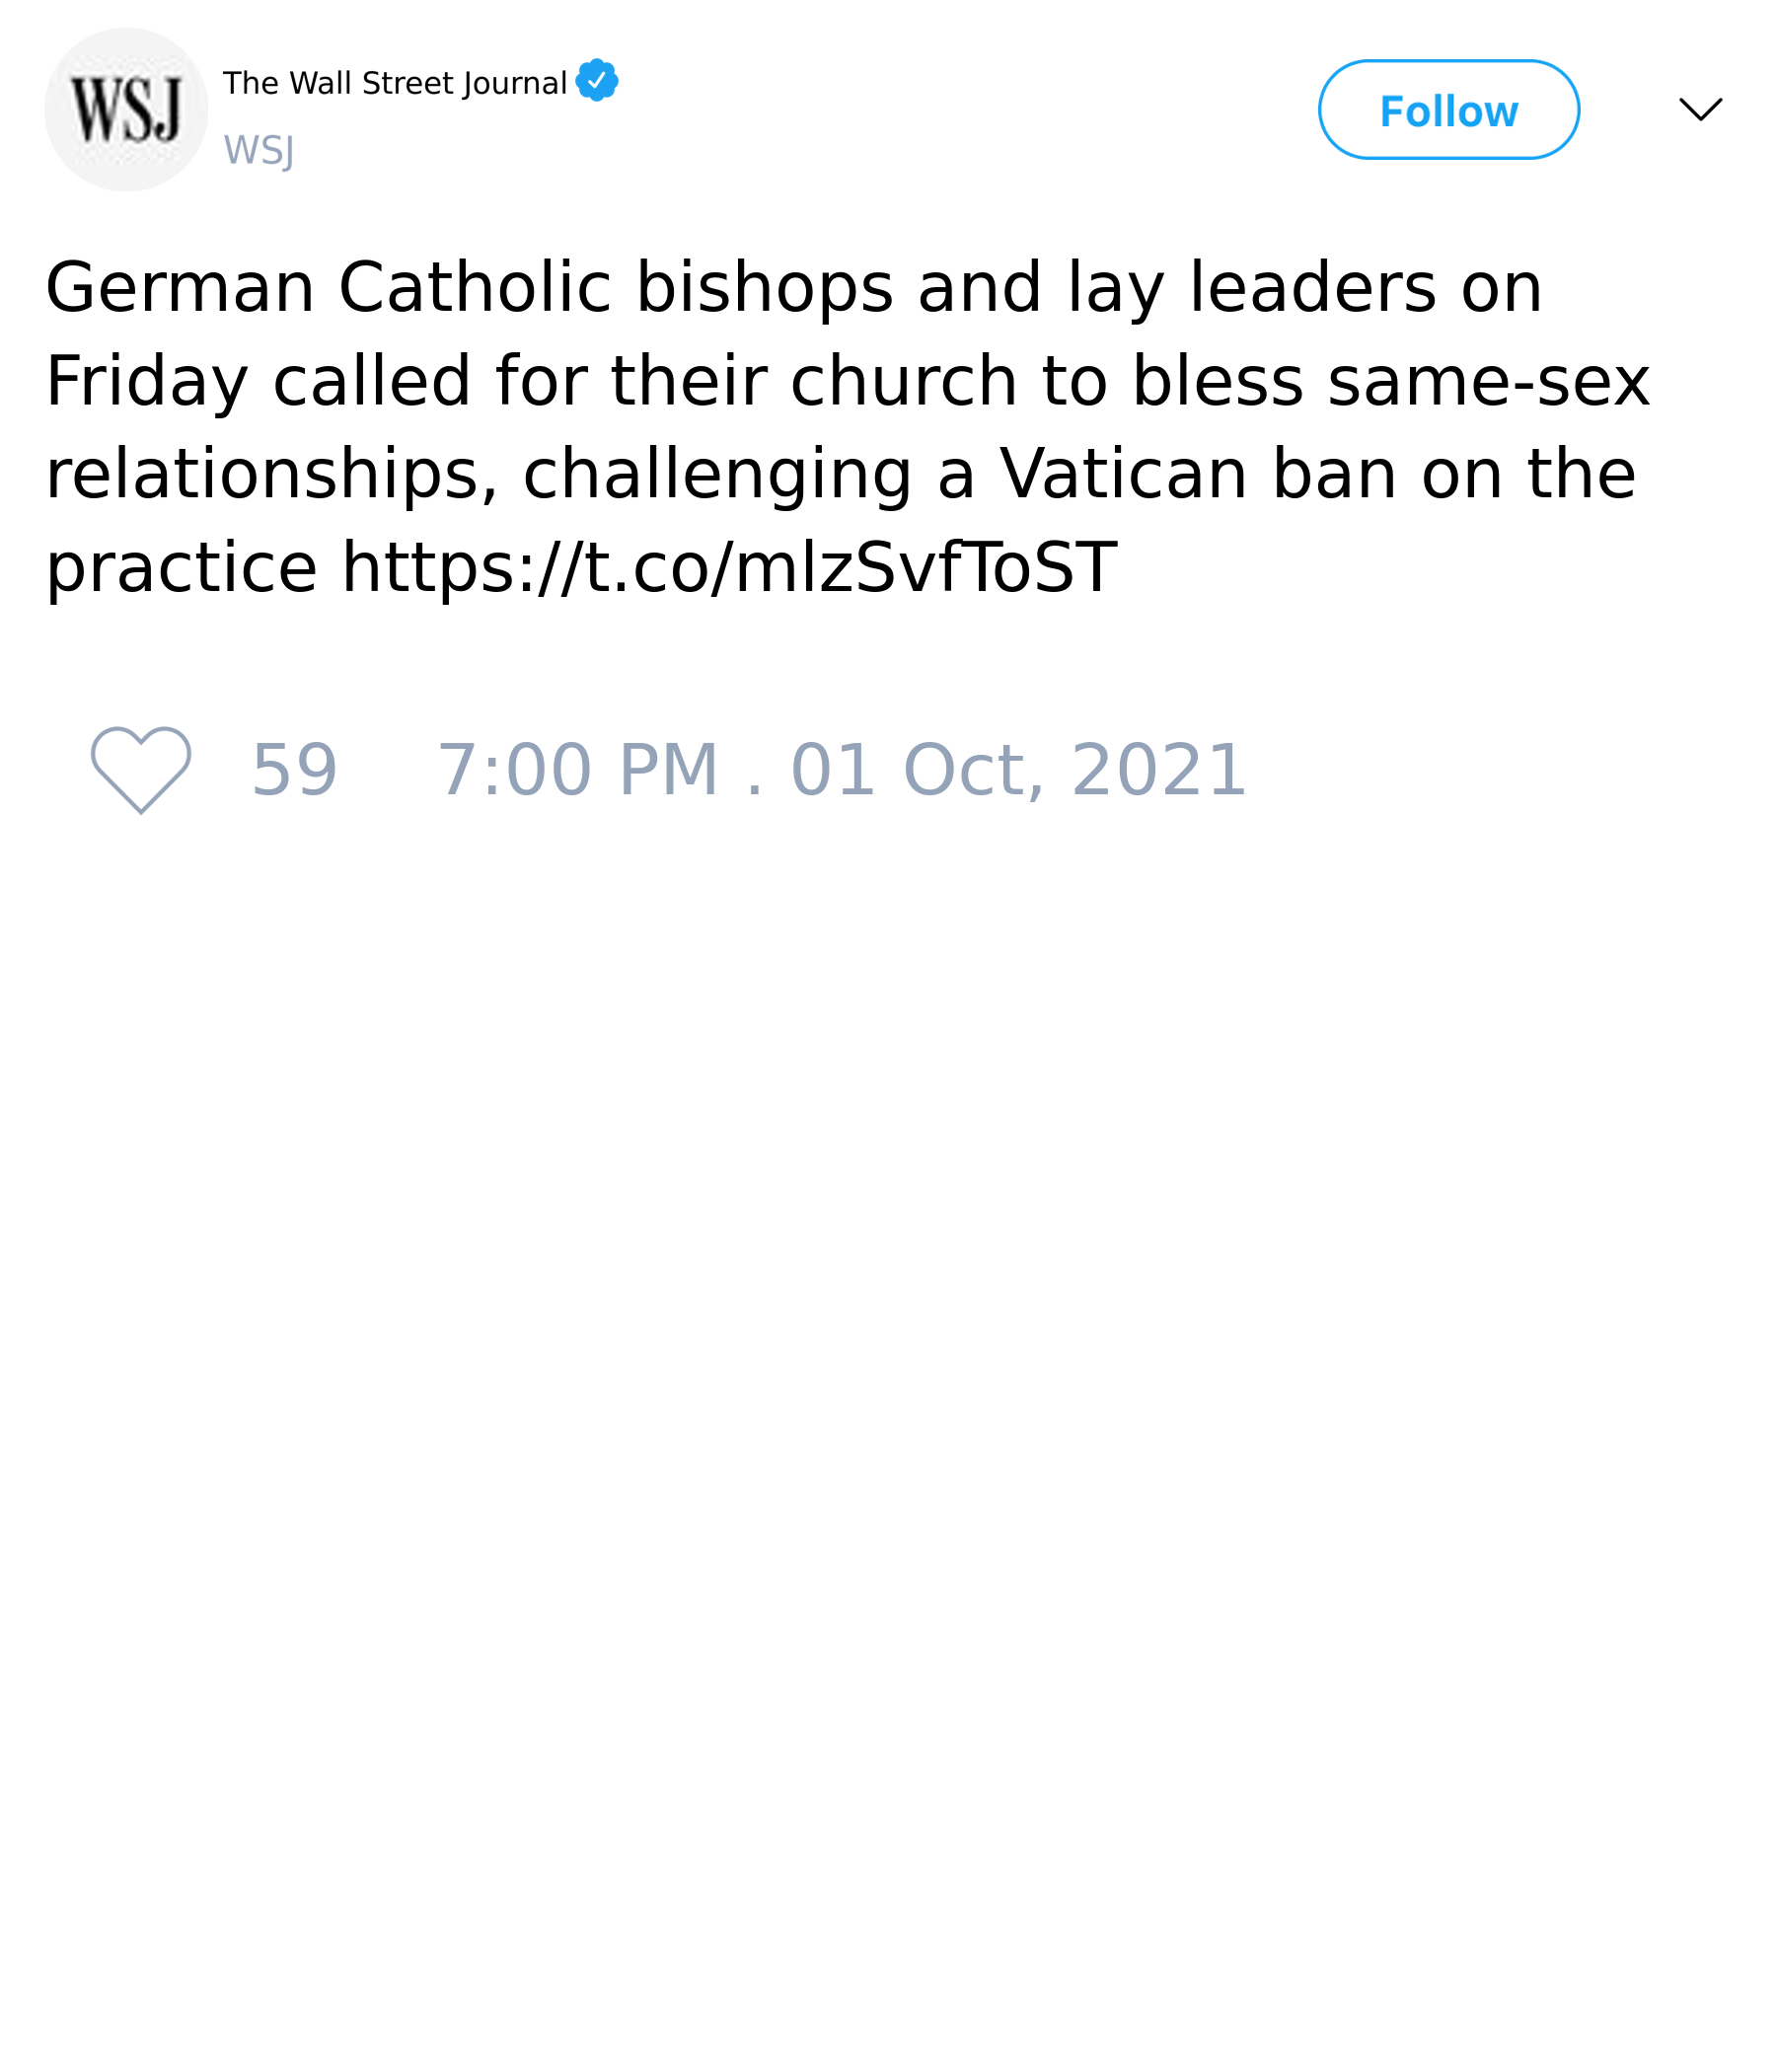 WSJ
The Wall Street Journal
WSJ
Follow
German Catholic bishops and lay leaders on
Friday called for their church to bless same-sex
relationships, challenging a Vatican ban on the
practice https://t.co/mIzSvfToST
59 7:00 PM . 01 Oct, 2021